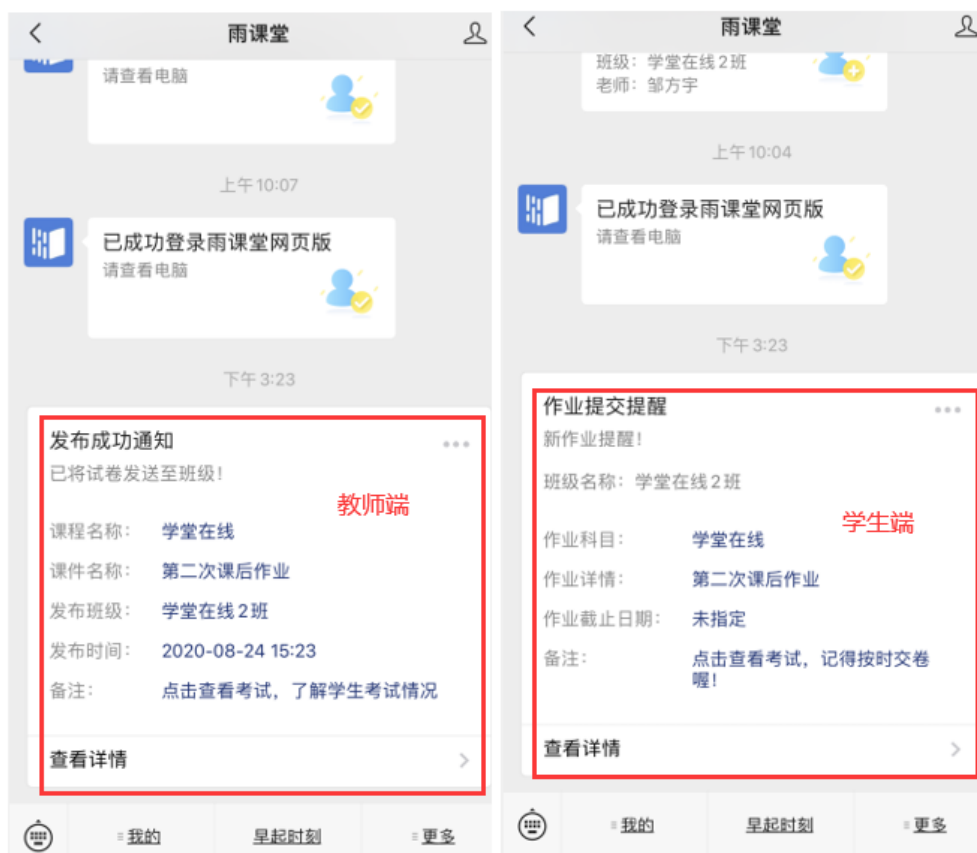 雨课堂
请查看电脑
上午 10:07
已成功登录雨课堂网页版
请查看电脑
下午 3:23
发布成功通知
已将试卷发送至班级！
教师端
课程名称： 学堂在线
课件名称： 第二次课后作业
发布班级： 学堂在线2班
发布时间： 2020-08-24 15:23
备注： 点击查看考试，了解学生考试情况
查看详情
我的 早起时刻 更多
雨课堂
班级：学堂在线2班
老师：邹方宇
上午 10:04
已成功登录雨课堂网页版
请查看电脑
下午 3:23
作业提交提醒
新作业提醒！
班级名称：学堂在线2班
学生端
作业科目： 学堂在线
作业详情： 第二次课后作业
作业截止日期： 未指定
备注： 点击查看考试，记得按时交卷
喔！
查看详情
我的 早起时刻 更多